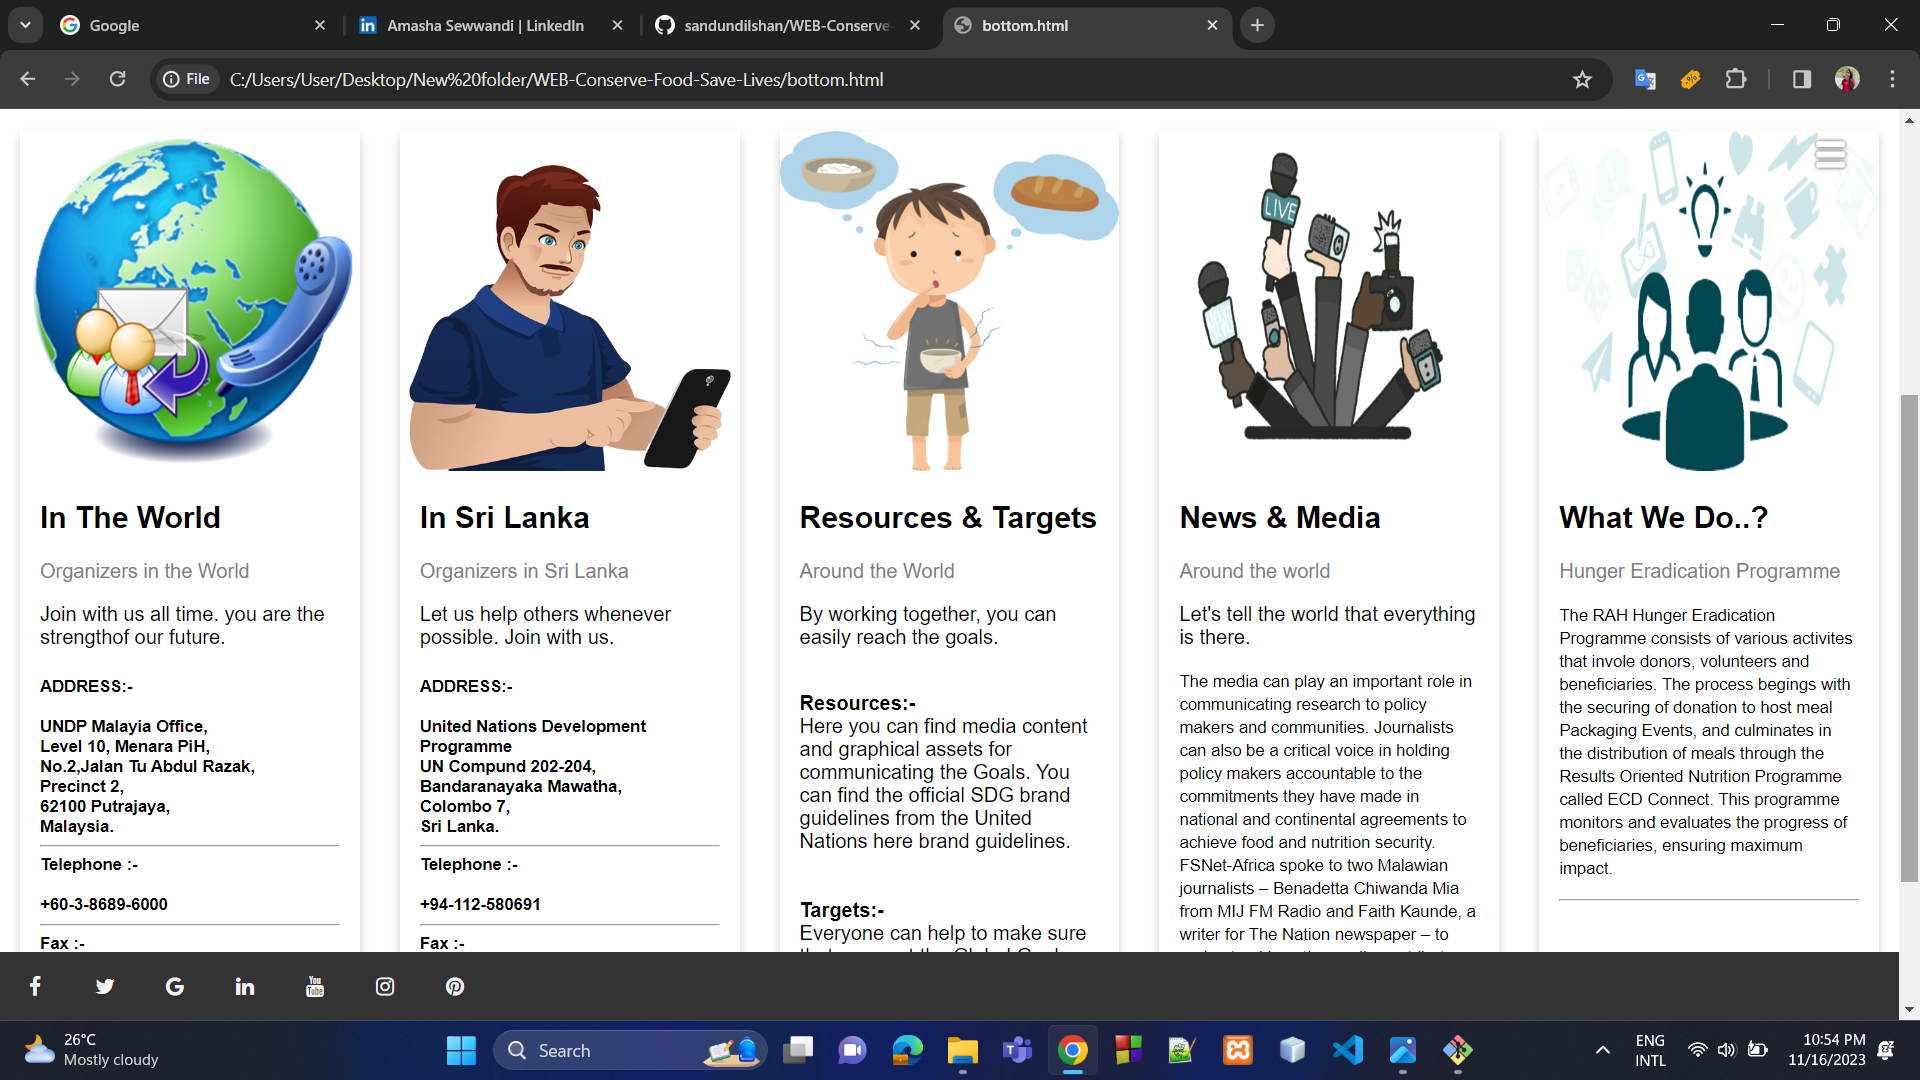 Google
Amasha Sewwandi | LinkedIn
sandundilshan/WEB-Conserve-
bottom.html
File
C:/Users/User/Desktop/New%20folder/WEB-Conserve-Food-Save-Lives/bottom.html
LIVE
In The World
Organizers in the World
Join with us all time. you are the
strengthof our future.
ADDRESS:-
UNDP Malayia Office,
Level 10, Menara PiH,
No.2,Jalan Tu Abdul Razak,
Precinct 2,
62100 Putrajaya,
Malaysia.
Telephone :-
+60-3-8689-6000
Fax :-
In Sri Lanka
Organizers in Sri Lanka
Let us help others whenever
possible. Join with us.
ADDRESS:-
United Nations Development
Programme
UN Compund 202-204,
Bandaranayaka Mawatha,
Colombo 7,
Sri Lanka.
Telephone :-
+94-112-580691
Fax :-
Resources & Targets
Around the World
By working together, you can
easily reach the goals.
Resources:-
Here you can find media content
and graphical assets for
communicating the Goals. You
can find the official SDG brand
guidelines from the United
Nations here brand guidelines.
Targets:-
Everyone can help to make sure
News & Media
Around the world
Let's tell the world that everything
is there.
The media can play an important role in
communicating research to policy
makers and communities. Journalists
can also be a critical voice in holding
policy makers accountable to the
commitments they have made in
national and continental agreements to
achieve food and nutrition security.
FSNet-Africa spoke to two Malawian
journalists – Benadetta Chiwanda Mia
from MIJ FM Radio and Faith Kaunde, a
writer for The Nation newspaper – to
What We Do..?
Hunger Eradication Programme
The RAH Hunger Eradication
Programme consists of various activites
that invole donors, volunteers and
beneficiaries. The process begings with
the securing of donation to host meal
Packaging Events, and culminates in
the distribution of meals through the
Results Oriented Nutrition Programme
called ECD Connect. This programme
monitors and evaluates the progress of
beneficiaries, ensuring maximum
impact.
You
Tube
26°C
Mostly cloudy
Search
ENG
INTL
10:54 PM
11/16/2023